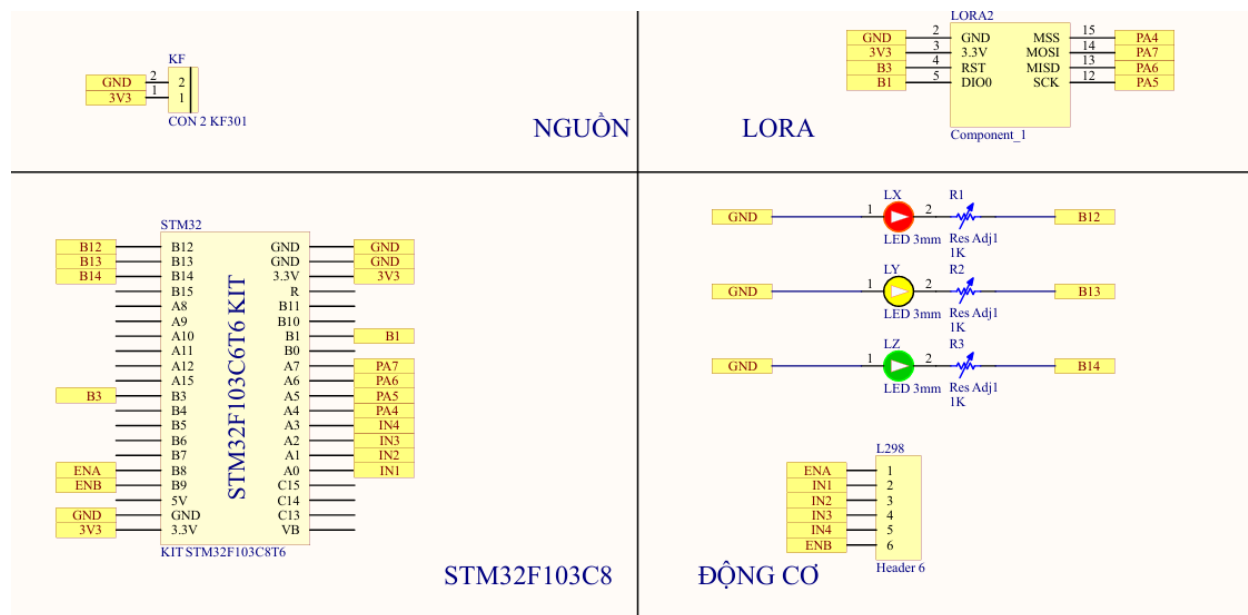 KF
GND 2 2
3V3 1 1
CON 2 KF301
NGUỒN
LORA2
GND 2 GND MSS 15 PA4
3V3 3 3.3V MOSI 14 PA7
B3 4 RST MISD 13 PA6
B1 5 DIO0 SCK 12 PA5
Component_1
LORA
STM32
B12 B12 GND GND
B13 B13 GND GND
B14 B14 3.3V 3V3
B15 R
A8 B11
A9 B10
A10 B1 B1
A11 B0
A12 A7 PA7
A15 A6 PA6
B3 B3 A5 PA5
B4 A4 PA4
B5 A3 IN4
B6 A2 IN3
B7 A1 IN2
ENA B8 A0 IN1
ENB B9 C15
5V C14
GND GND C13
3V3 3.3V VB
STM32F103C6T6 KIT
KIT STM32F103C8T6
STM32F103C8
LX R1
GND 1 2 B12
LED 3mm Res Adj1
1K
LY R2
GND 1 2 B13
LED 3mm Res Adj1
1K
LZ R3
GND 1 2 B14
LED 3mm Res Adj1
1K
L298
ENA 1
IN1 2
IN2 3
IN3 4
IN4 5
ENB 6
Header 6
ĐỘNG CƠ